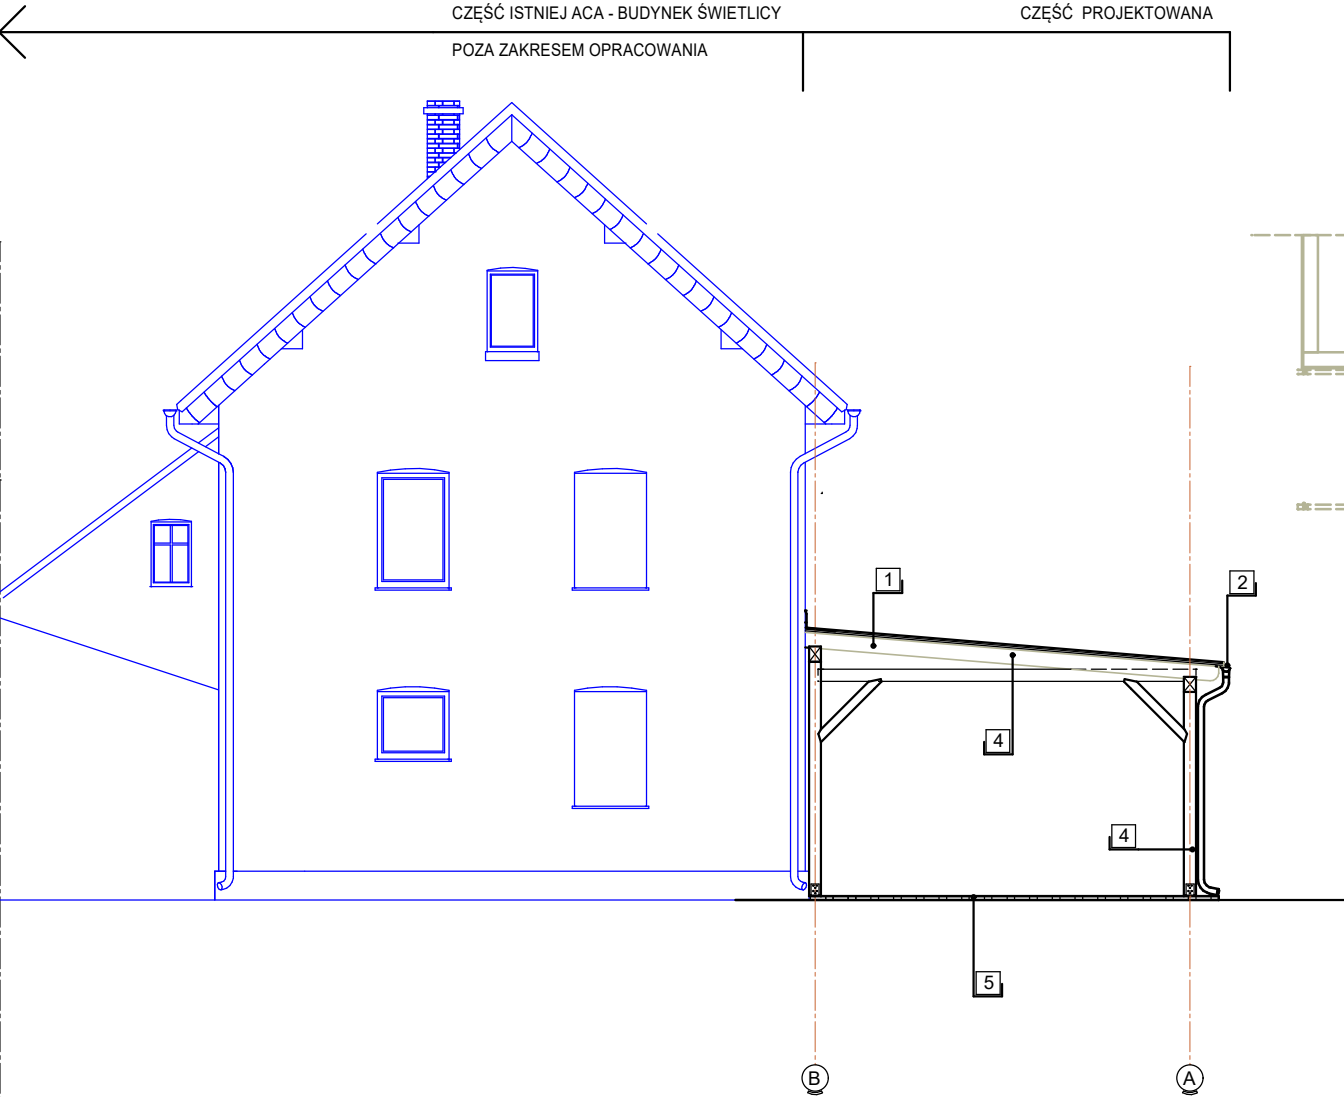 CZĘŚĆ ISTNIEJ ACA - BUDYNEK ŚWIETLICY
CZĘŚĆ PROJEKTOWANA
POZA ZAKRESEM OPRACOWANIA
1
2
4
4
5
B
A